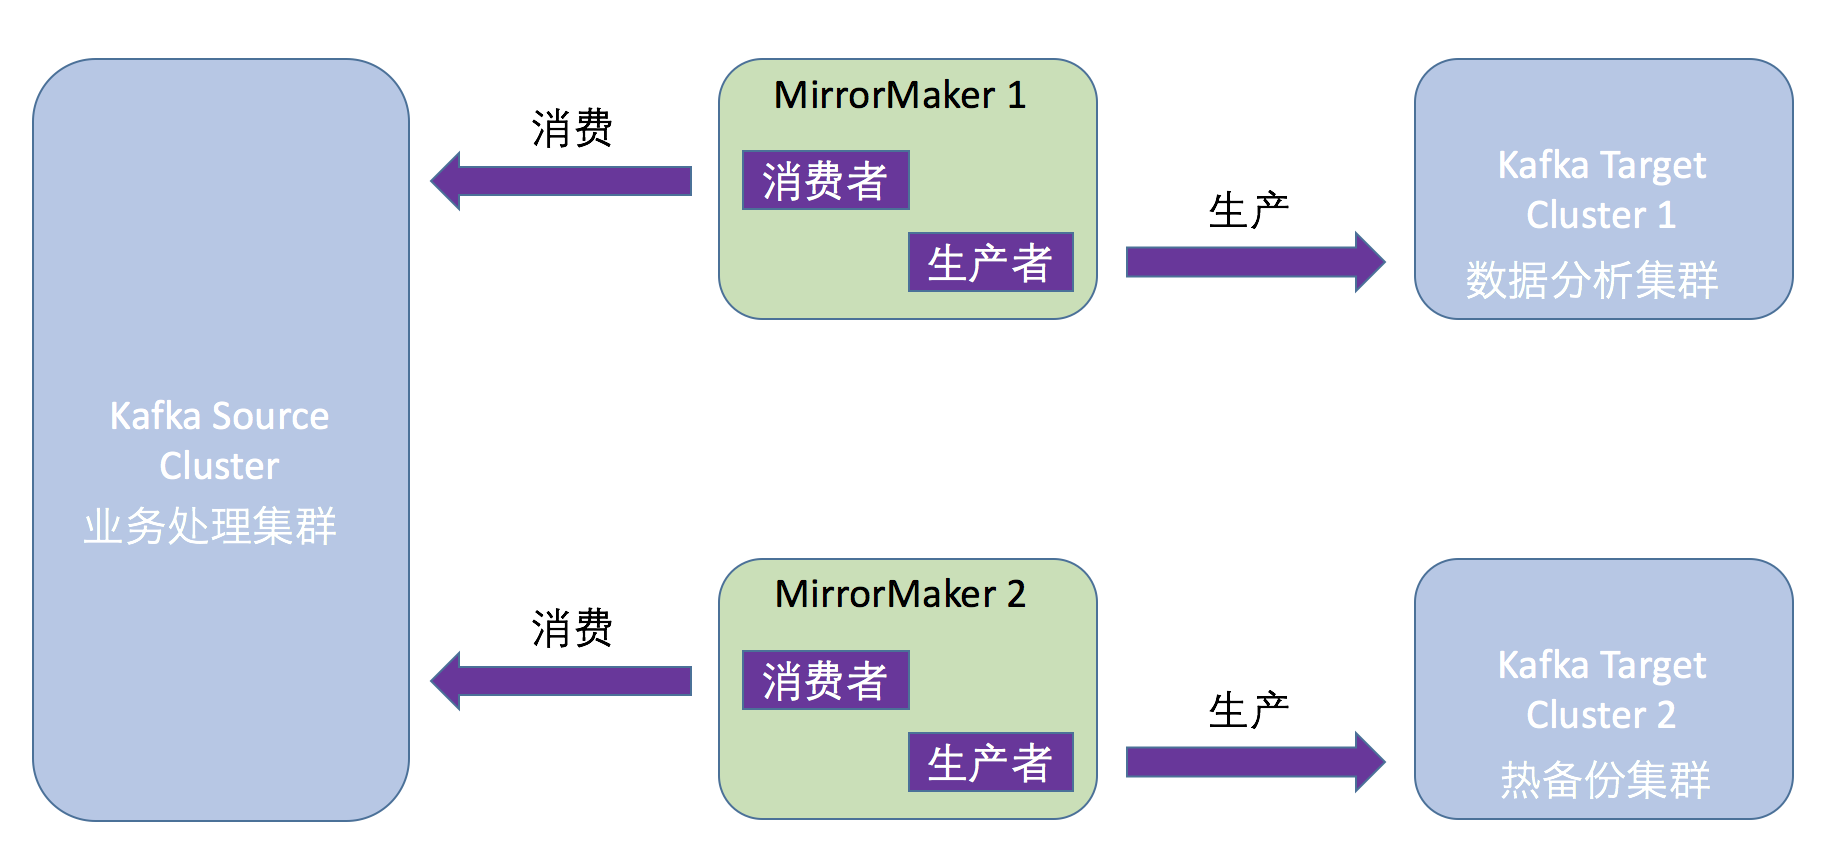 Kafka Source
Cluster
业务处理集群
消费
MirrorMaker 1
消费者
生产者
生产
Kafka Target
Cluster 1
数据分析集群
消费
MirrorMaker 2
消费者
生产者
生产
Kafka Target
Cluster 2
热备份集群